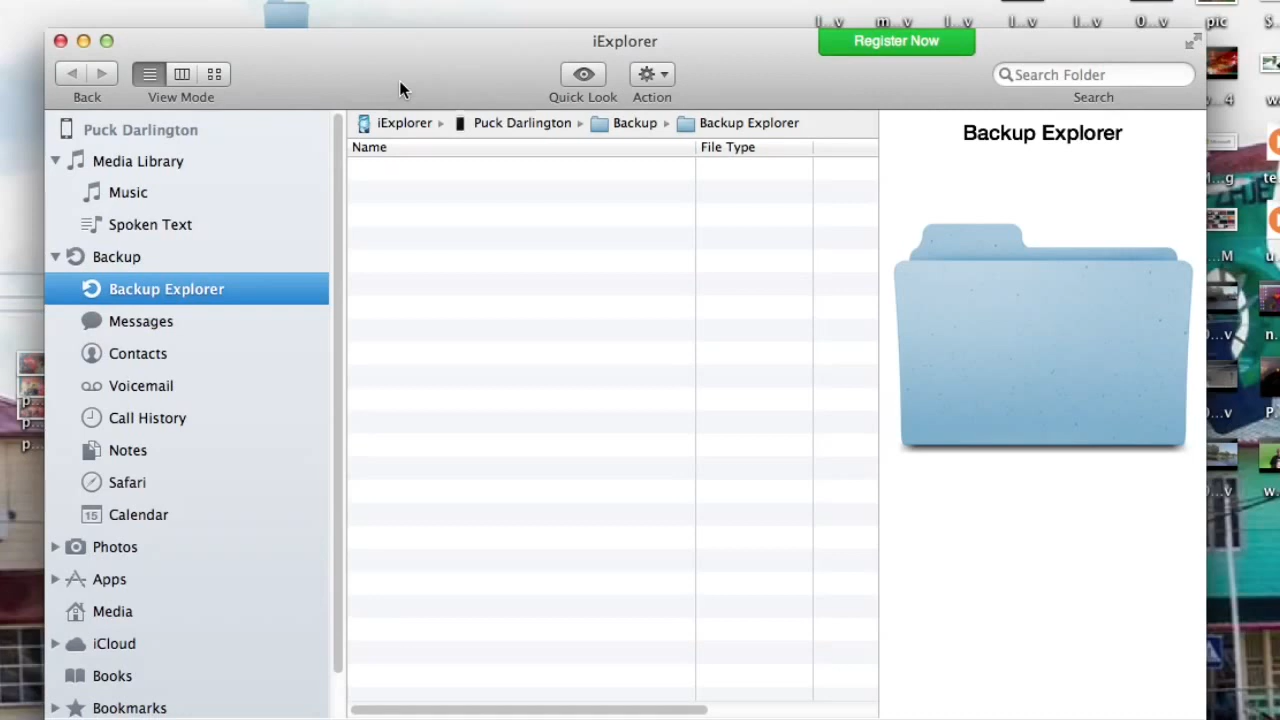 l...v m...v l...v l...v l...v 0...v pic
iExplorer
Register Now
Search Folder
Back View Mode Quick Look Action Search
Puck Darlington
Media Library
Music
Spoken Text
Backup
Backup Explorer
Messages
Contacts
Voicemail
Call History
Notes
Safari
15 Calendar
Photos
Apps
Media
iCloud
Books
Bookmarks
iExplorer Puck Darlington Backup Backup Explorer
Name File Type
Backup Explorer